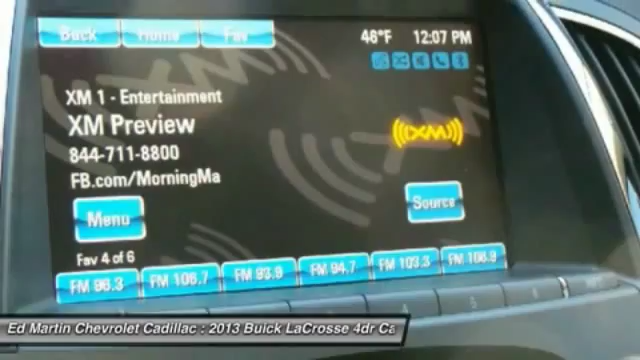 Back Home Fav 46°F 12:07 PM
XM 1 - Entertainment
XM Preview
844-711-8800
FB.com/MorningMa
XM
Menu
Source
Fav 4 of 6
FM 96.3 FM 106.7 FM 93.9 FM 94.7 FM 103.3 FM 106.9
Ed Martin Chevrolet Cadillac : 2013 Buick LaCrosse 4dr Ca